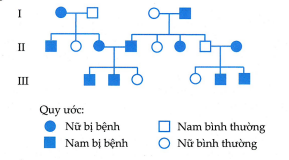 I
II
III
Quy ước:
Nữ bị bệnh Nam bình thường
Nam bị bệnh Nữ bình thường